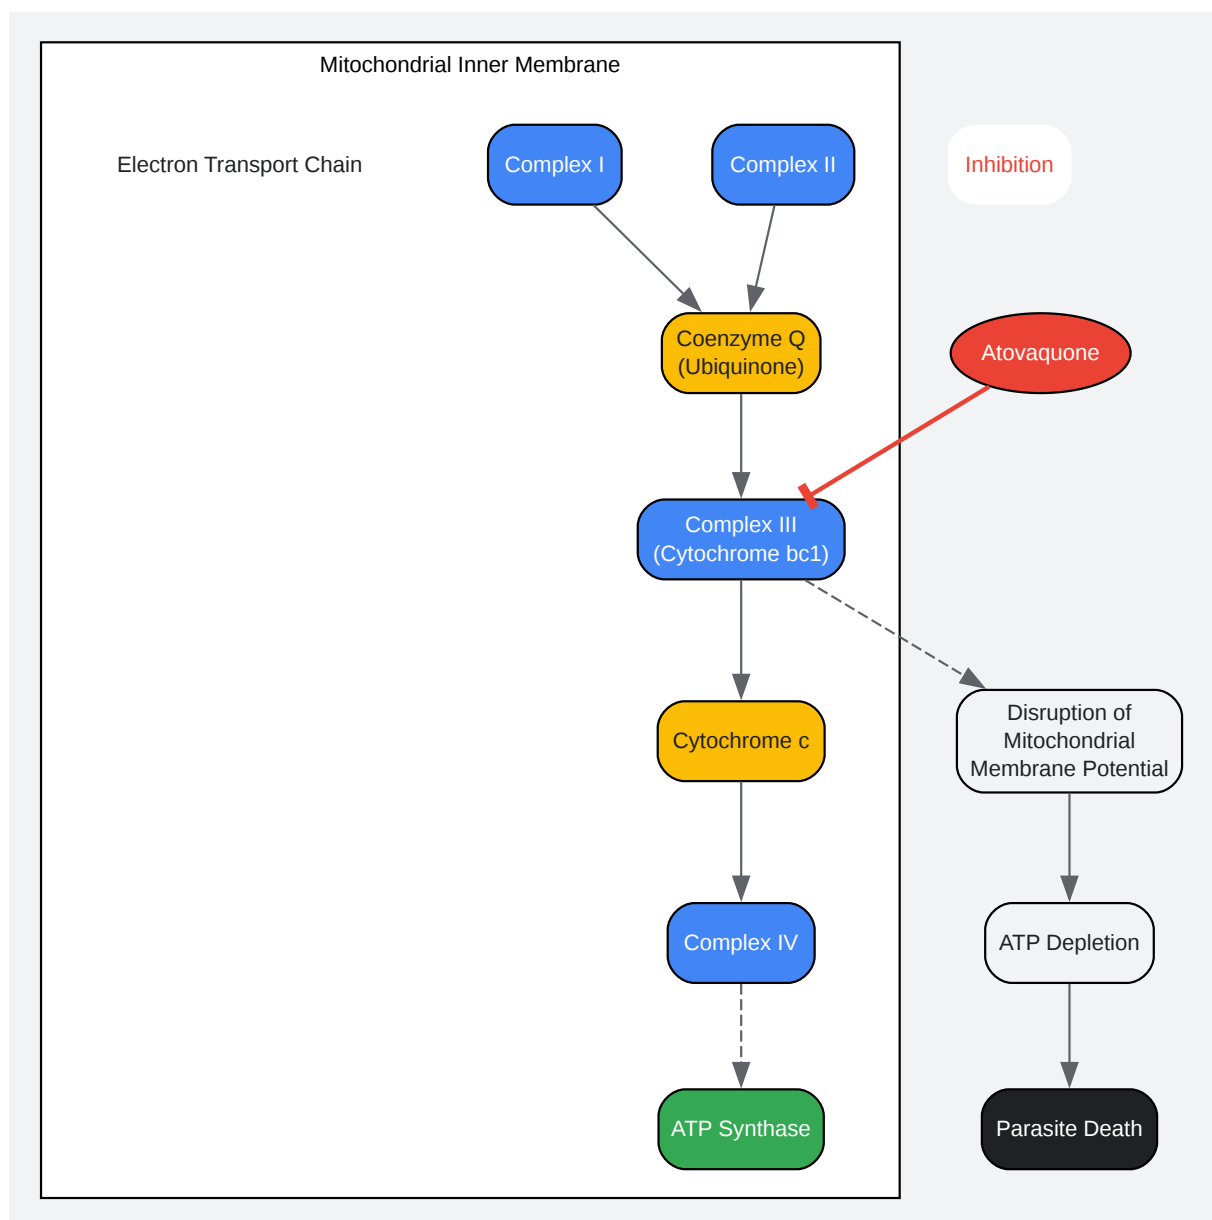 Mitochondrial Inner Membrane
Electron Transport Chain
Complex I
Complex II
Inhibition
Coenzyme Q
(Ubiquinone)
Atovaquone
Complex III
(Cytochrome bc1)
Disruption of
Mitochondrial
Membrane Potential
Cytochrome c
Complex IV
ATP Depletion
ATP Synthase
Parasite Death